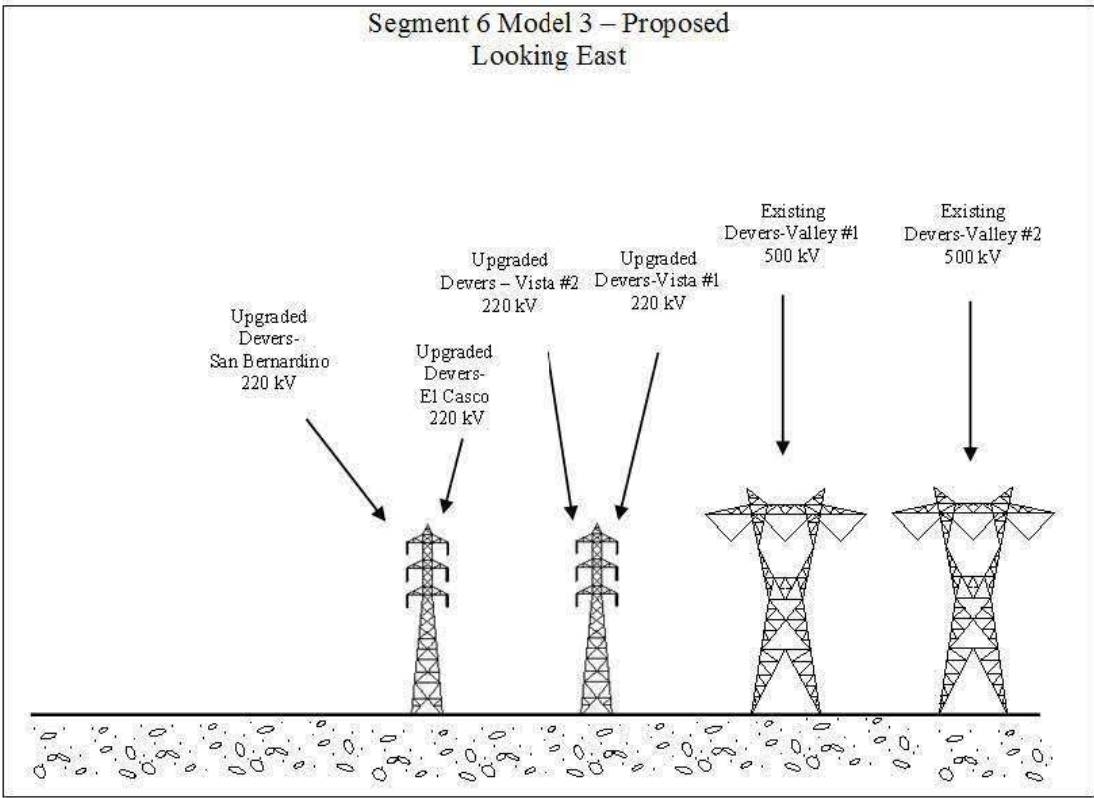 Segment 6 Model 3 – Proposed
Looking East
Existing
Devers-Valley #1
500 kV
Existing
Devers-Valley #2
500 kV
Upgraded
Devers – Vista #2
220 kV
Upgraded
Devers-Vista #1
220 kV
Upgraded
Devers-
San Bernardino
220 kV
Upgraded
Devers-
El Casco
220 kV